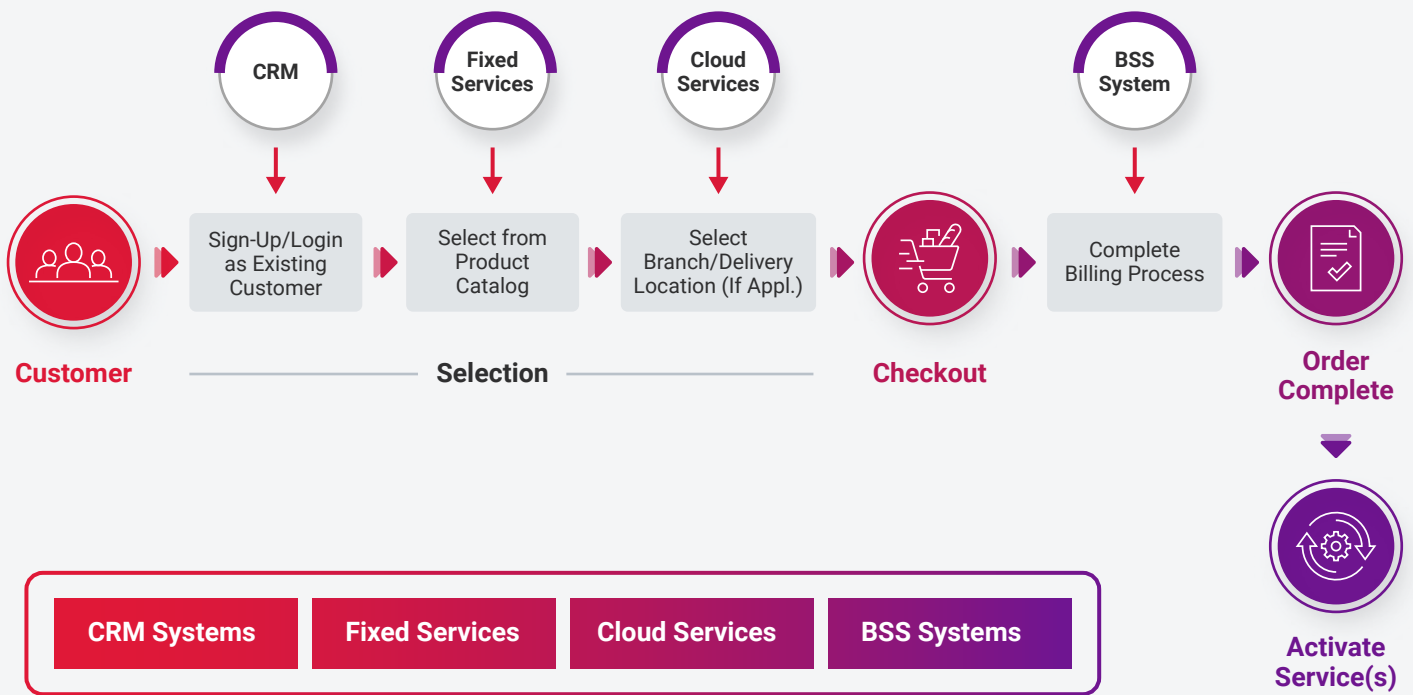 CRM
Fixed
Services
Cloud
Services
BSS
System
Sign-Up/Login
as Existing
Customer
Select from
Product
Catalog
Select
Branch/Delivery
Location (If Appl.)
Complete
Billing Process
Customer
Selection
Checkout
Order
Complete
Activate
Service(s)
CRM Systems
Fixed Services
Cloud Services
BSS Systems